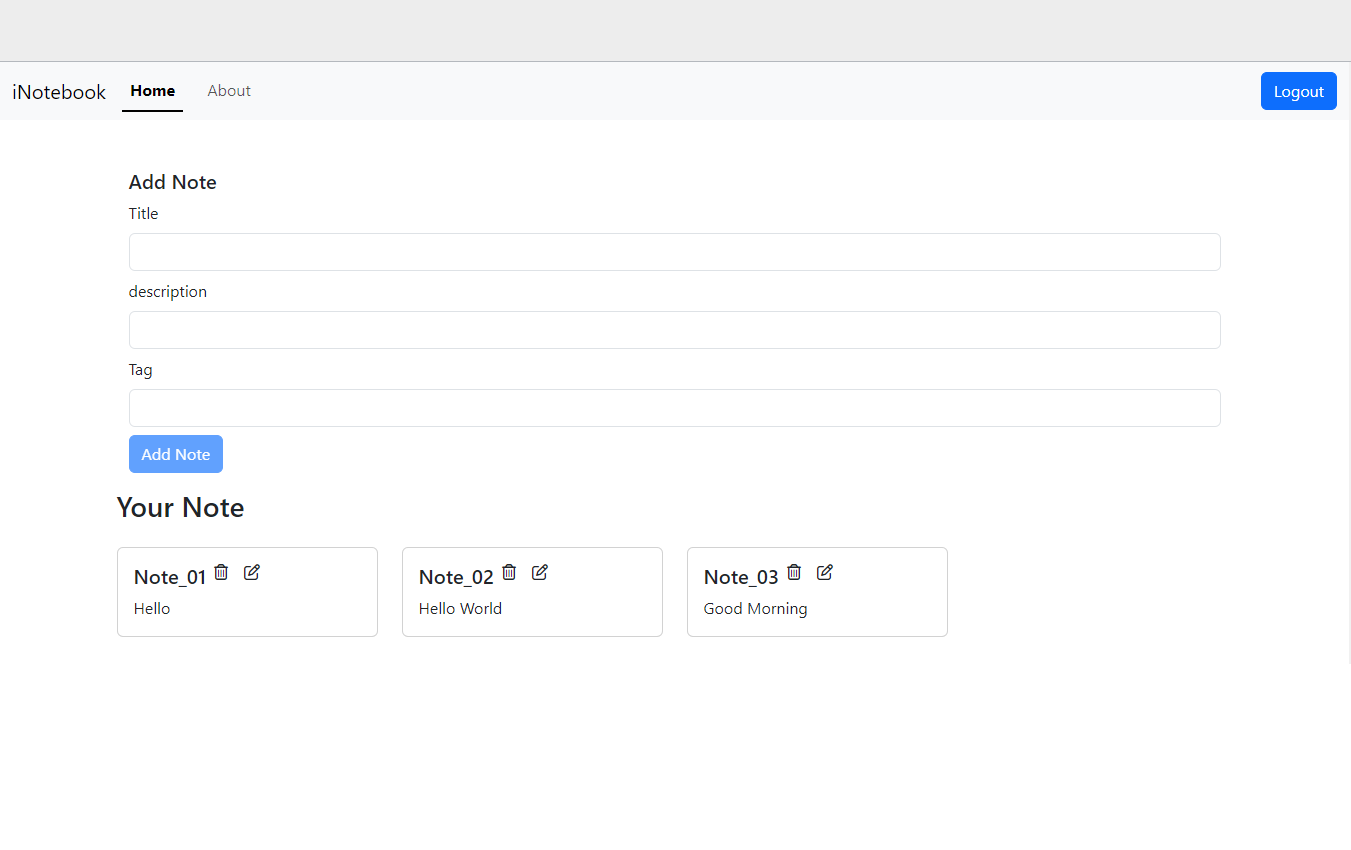 iNotebook Home About Logout
Add Note
Title
description
Tag
Add Note
Your Note
Note_01 Note_02 Note_03
Hello Hello World Good Morning